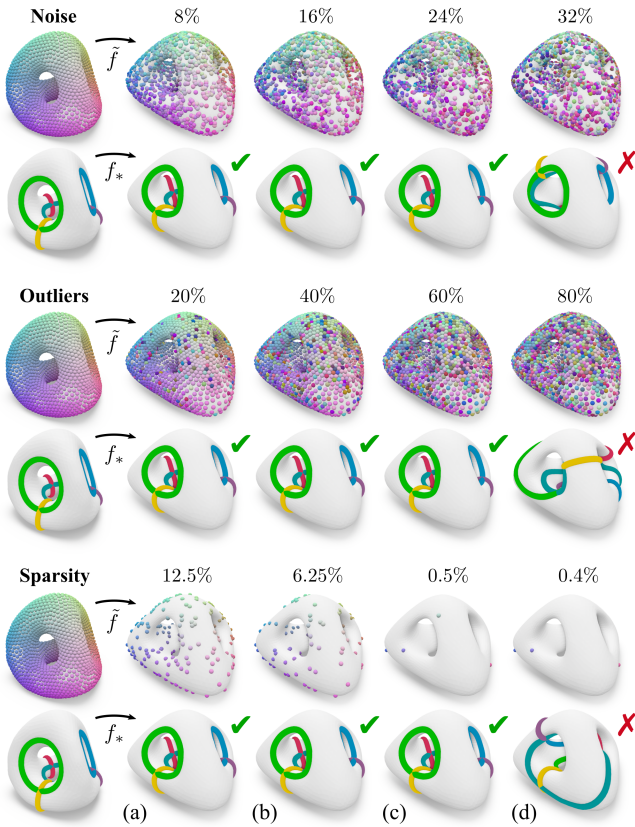 Noise 8% 16% 24% 32%
f̃
f* ✓ ✓ ✓ ✗
Outliers 20% 40% 60% 80%
f̃
f* ✓ ✓ ✓ ✗
Sparsity 12.5% 6.25% 0.5% 0.4%
f̃
f* ✓ ✓ ✓ ✗
(a) (b) (c) (d)